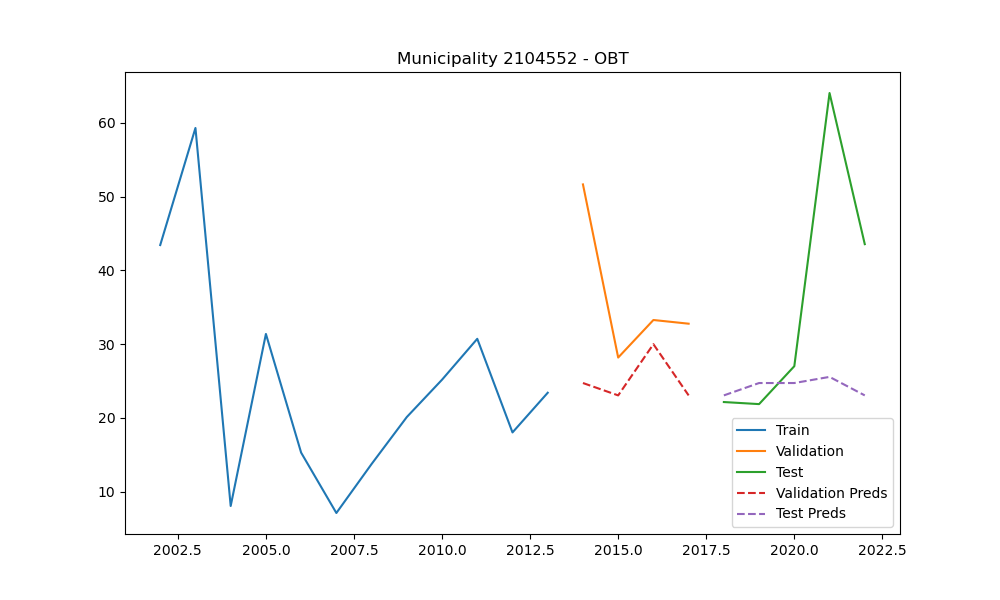 Municipality 2104552 - OBT
60
50
40
30
20
10
2002.5 2005.0 2007.5 2010.0 2012.5 2015.0 2017.5 2020.0 2022.5
Train
Validation
Test
Validation Preds
Test Preds